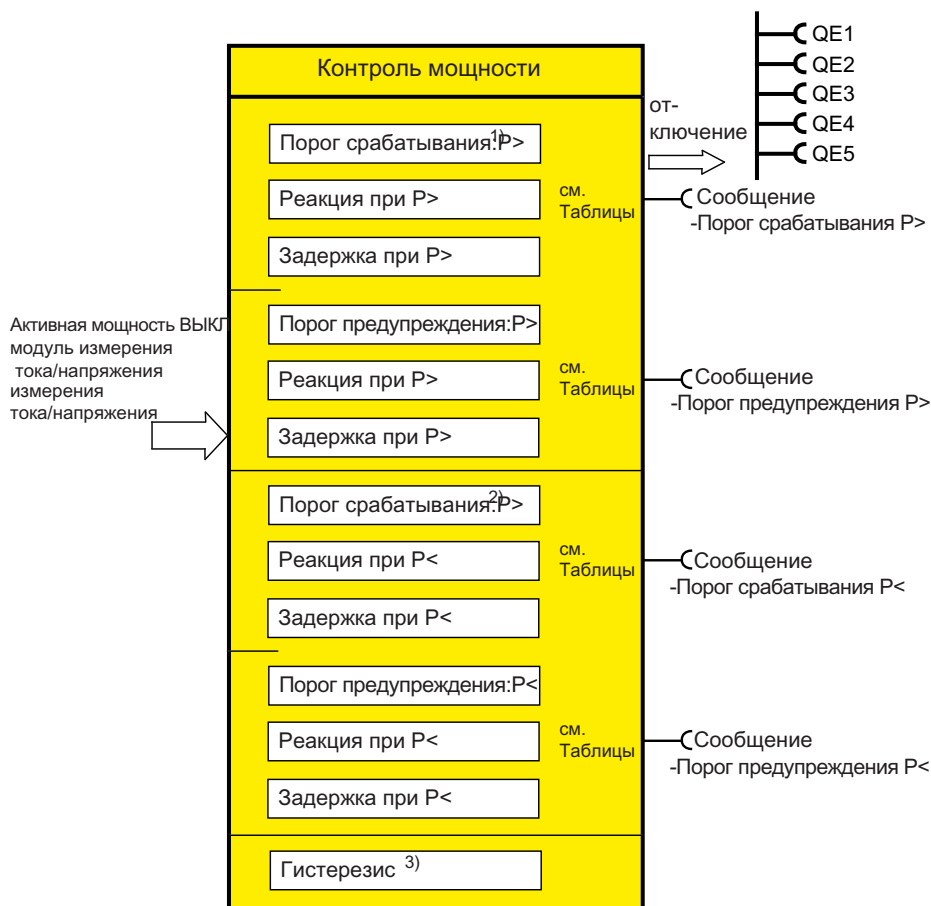 Контроль мощности
QE1
QE2
QE3
QE4
QE5
от-
ключение
Порог срабатывания:P> 1)
Реакция при P>
см.
Таблицы
Сообщение
-Порог срабатывания P>
Задержка при P>
Активная мощность ВЫКЛ
модуль измерения
тока/напряжения
измерения
тока/напряжения
Порог предупреждения:P>
Реакция при P>
см.
Таблицы
Сообщение
-Порог предупреждения P>
Задержка при P>
Порог срабатывания:P> 2)
Реакция при P<
см.
Таблицы
Сообщение
-Порог срабатывания P<
Задержка при P<
Порог предупреждения:P<
Реакция при P<
см.
Таблицы
Сообщение
-Порог предупреждения P<
Задержка при P<
Гистерезис 3)